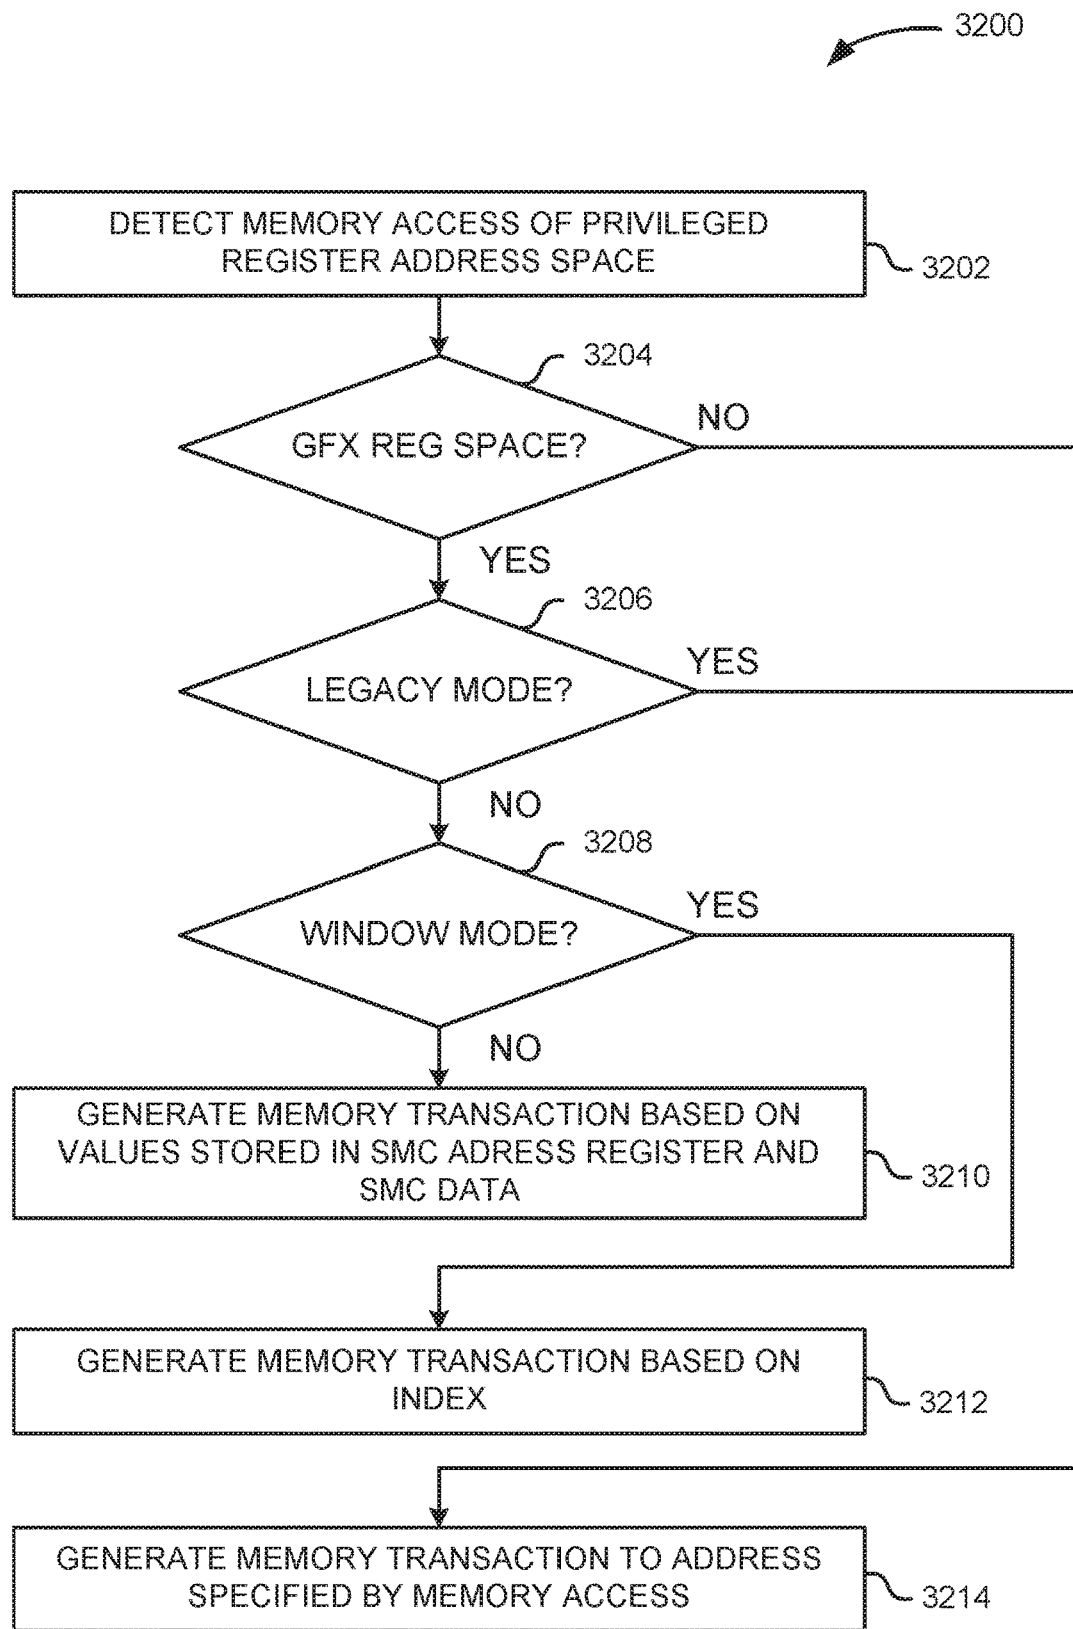 3200
DETECT MEMORY ACCESS OF PRIVILEGED
REGISTER ADDRESS SPACE
3202
3204
GFX REG SPACE?
NO
YES
3206
LEGACY MODE?
YES
NO
3208
WINDOW MODE?
YES
NO
GENERATE MEMORY TRANSACTION BASED ON
VALUES STORED IN SMC ADRESS REGISTER AND
SMC DATA
3210
GENERATE MEMORY TRANSACTION BASED ON
INDEX
3212
GENERATE MEMORY TRANSACTION TO ADDRESS
SPECIFIED BY MEMORY ACCESS
3214